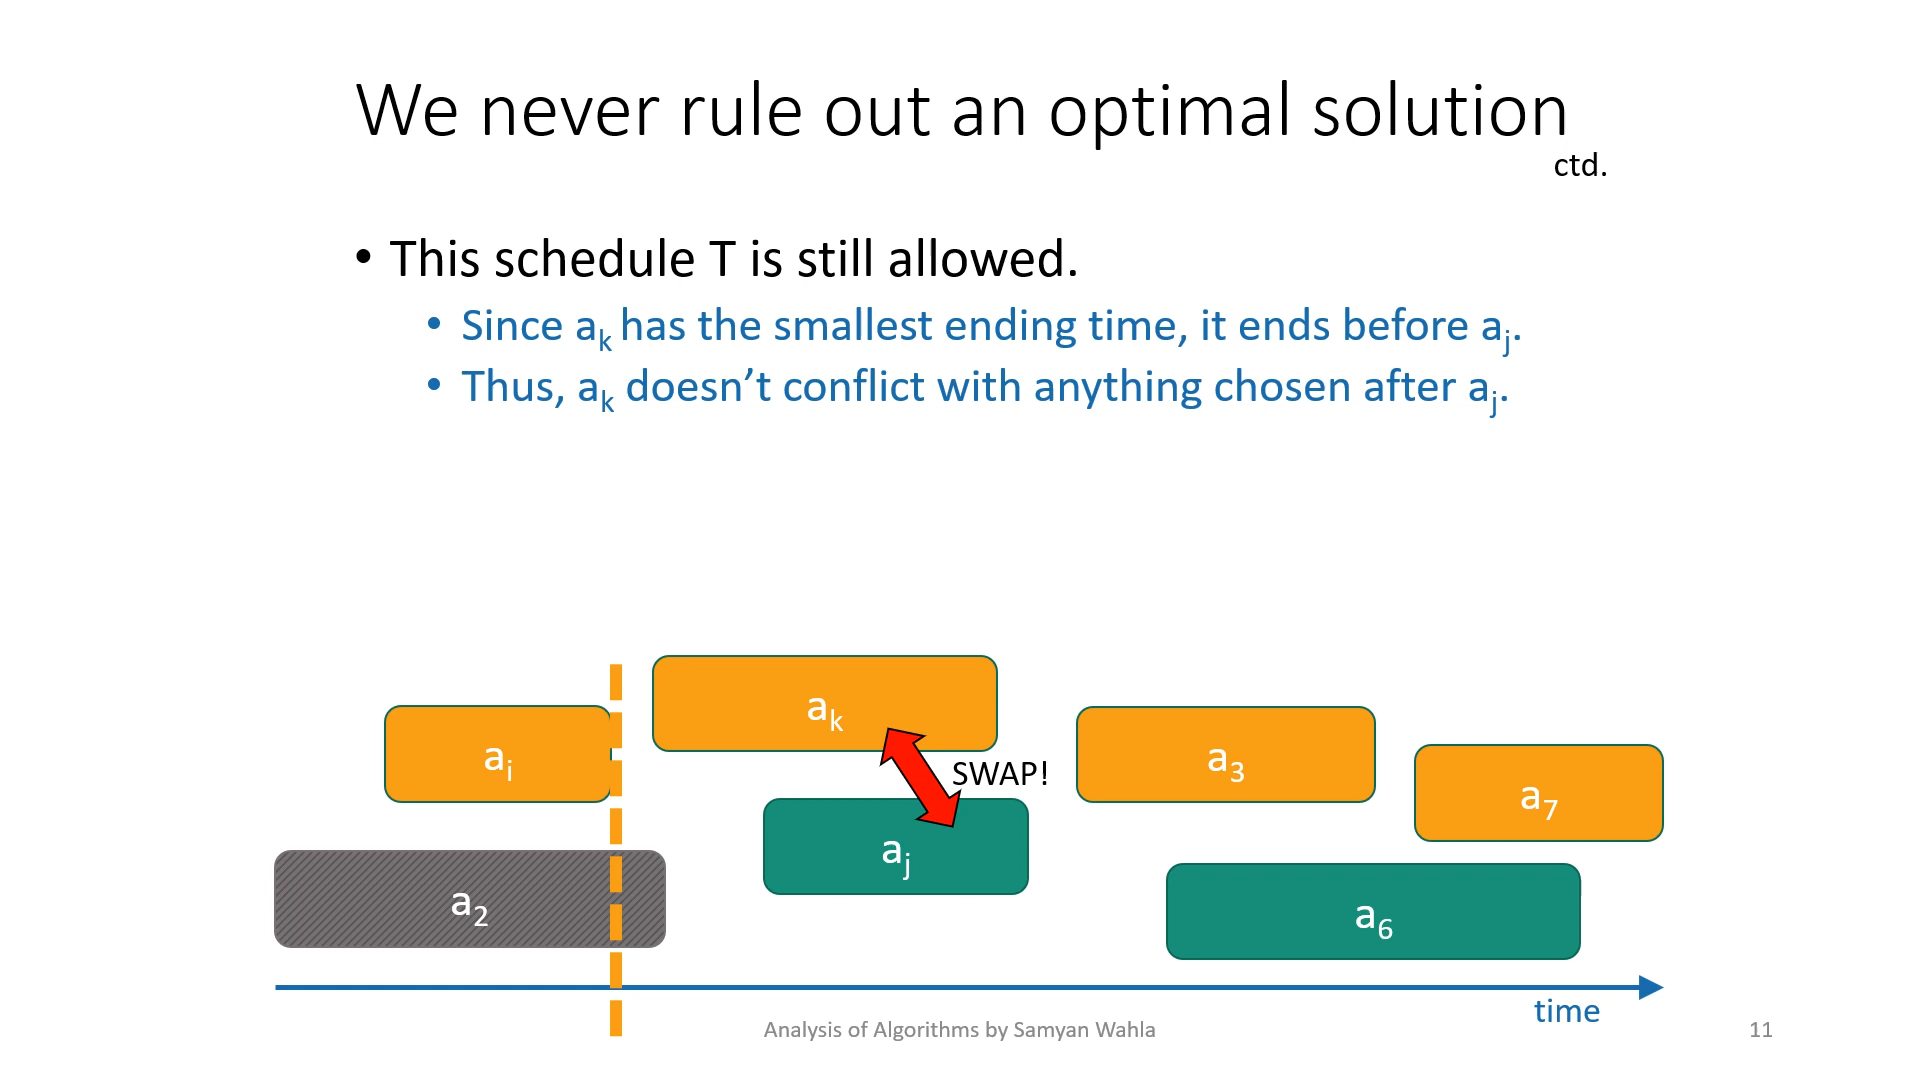 We never rule out an optimal solution
ctd.
• This schedule T is still allowed.
• Since aₖ has the smallest ending time, it ends before aⱼ.
• Thus, aₖ doesn’t conflict with anything chosen after aⱼ.
aₖ
aᵢ
SWAP!
a₃
a₇
aⱼ
a₂
a₆
time
Analysis of Algorithms by Samyan Wahla
11